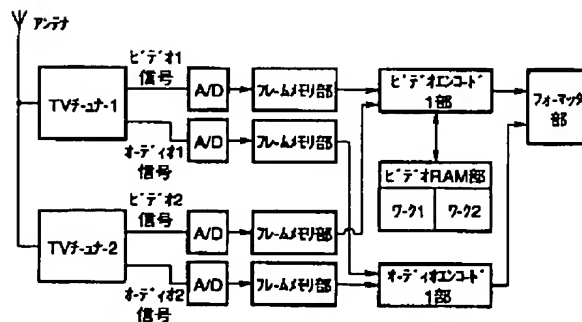 アンテナ
ビデオ1
信号
TVチューナー1
A/D
フレームメモリ部
ビデオエンコード
1部
フォーマッタ
部
A/D
フレームメモリ部
オーディオ1
信号
ビデオRAM部
ワーク1
ワーク2
ビデオ2
信号
TVチューナー2
A/D
フレームメモリ部
A/D
フレームメモリ部
オーディオエンコード
1部
オーディオ2
信号